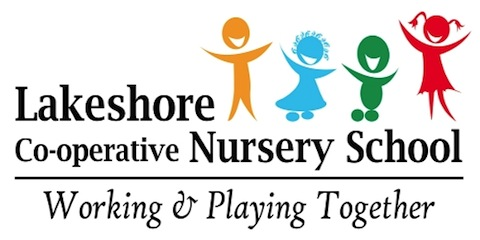 Lakeshore
Co-operative Nursery School
Working & Playing Together